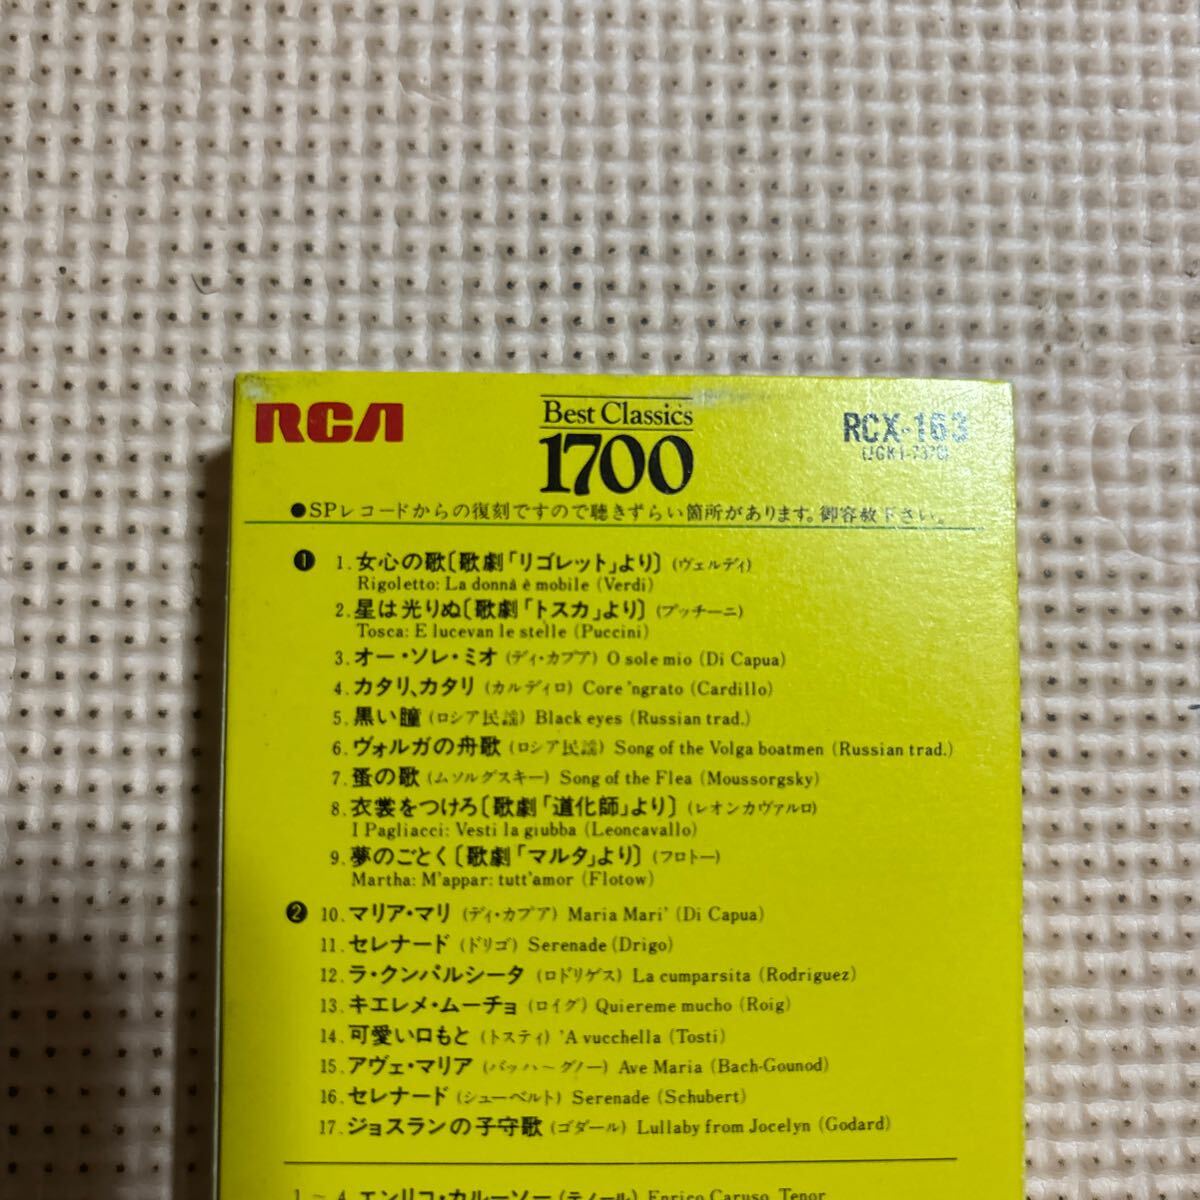 RCA
Best Classics
1700
RCX-163
●SPレコードからの復刻ですので聴きずらい箇所があります。御容赦下さい。
❶ 1. 女心の歌〔歌劇「リゴレット」より〕(ヴェルディ)
Rigoletto: La donnà è mobile (Verdi)
2. 星は光りぬ〔歌劇「トスカ」より〕(プッチーニ)
Tosca: E lucevan le stelle (Puccini)
3. オー・ソレ・ミオ (ディ・カプア) O sole mio (Di Capua)
4. カタリ、カタリ (カルディロ) Core 'ngrato (Cardillo)
5. 黒い瞳 (ロシア民謡) Black eyes (Russian trad.)
6. ヴォルガの舟歌 (ロシア民謡) Song of the Volga boatmen (Russian trad.)
7. 蚤の歌 (ムソルグスキー) Song of the Flea (Moussorgsky)
8. 衣裳をつけろ〔歌劇「道化師」より〕(レオンカヴァルロ)
I Pagliacci: Vesti la giubba (Leoncavallo)
9. 夢のごとく〔歌劇「マルタ」より〕(フロトー)
Martha: M'appar: tutt'amor (Flotow)
❷ 10. マリア・マリ (ディ・カプア) Maria Mari' (Di Capua)
11. セレナード (ドリゴ) Serenade (Drigo)
12. ラ・クンパルシータ (ロドリゲス) La cumparsita (Rodriguez)
13. キエレメ・ムーチョ (ロイグ) Quiereme mucho (Roig)
14. 可愛い口もと (トスティ) 'A vucchella (Tosti)
15. アヴェ・マリア (バッハ～グノー) Ave Maria (Bach-Gounod)
16. セレナード (シューベルト) Serenade (Schubert)
17. ジョスランの子守歌 (ゴダール) Lullaby from Jocelyn (Godard)
1～4. エンリコ・カルーソー (テノール) Enrico Caruso, Tenor